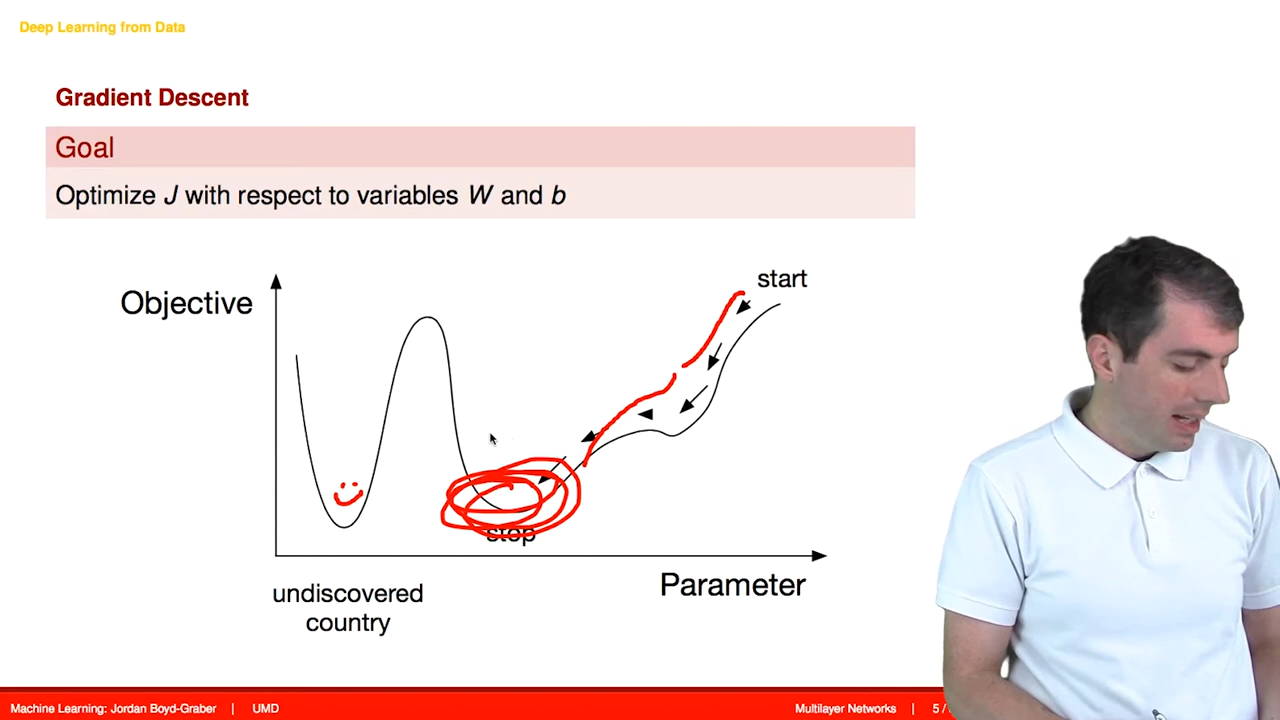 Deep Learning from Data
Gradient Descent
Goal
Optimize J with respect to variables W and b
start
Objective
stop
Parameter
undiscovered
country
Machine Learning: Jordan Boyd-Graber | UMD
Multilayer Networks | 5 /